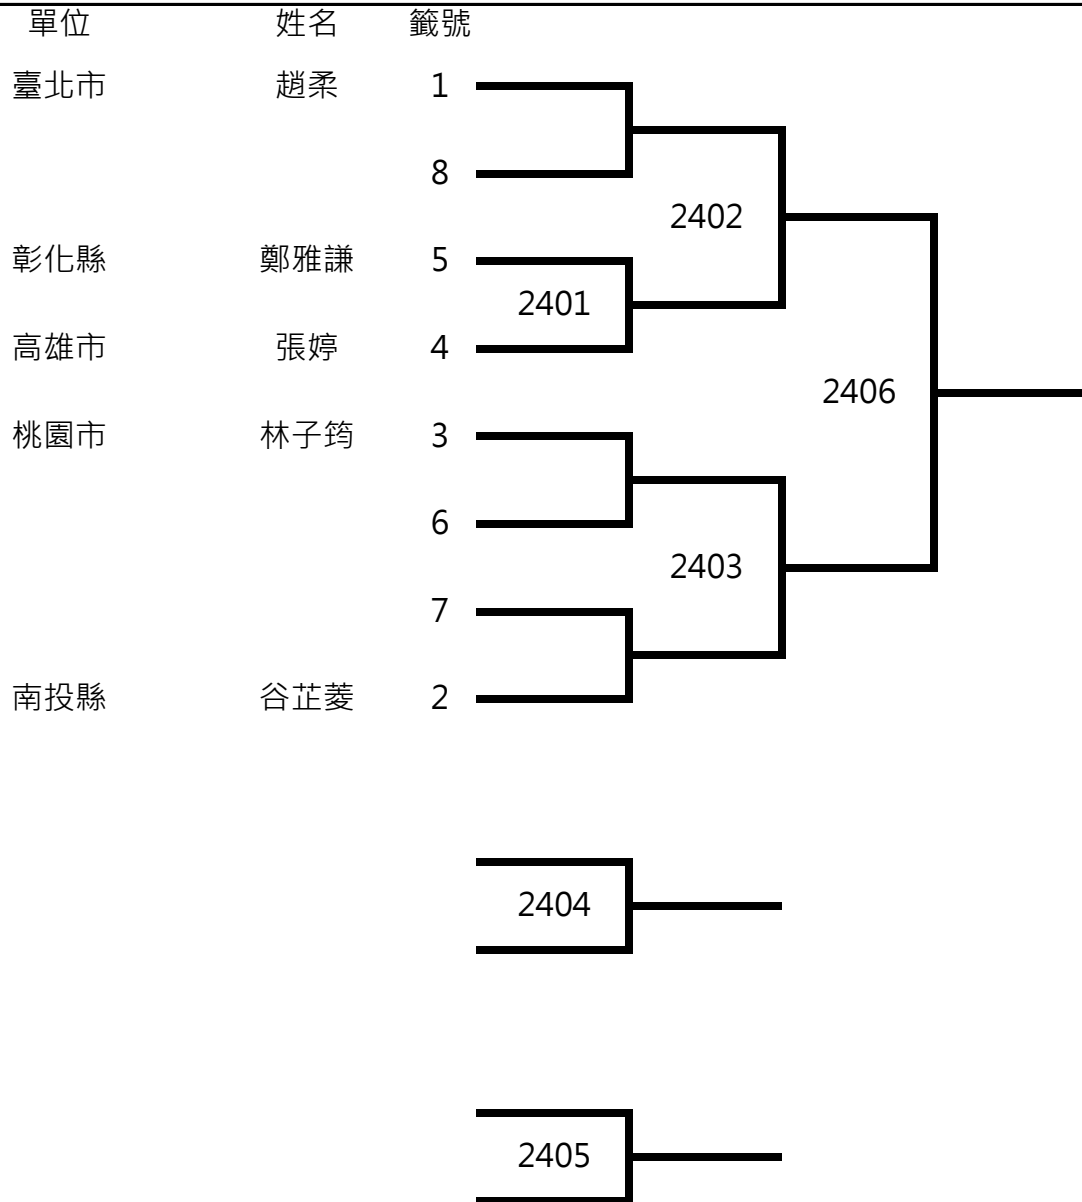 單位 姓名 籤號
臺北市 趙柔 1
8
2402
彰化縣 鄭雅謙 5
2401
高雄市 張婷 4
2406
桃園市 林子筠 3
6
2403
7
南投縣 谷芷菱 2
2404
2405